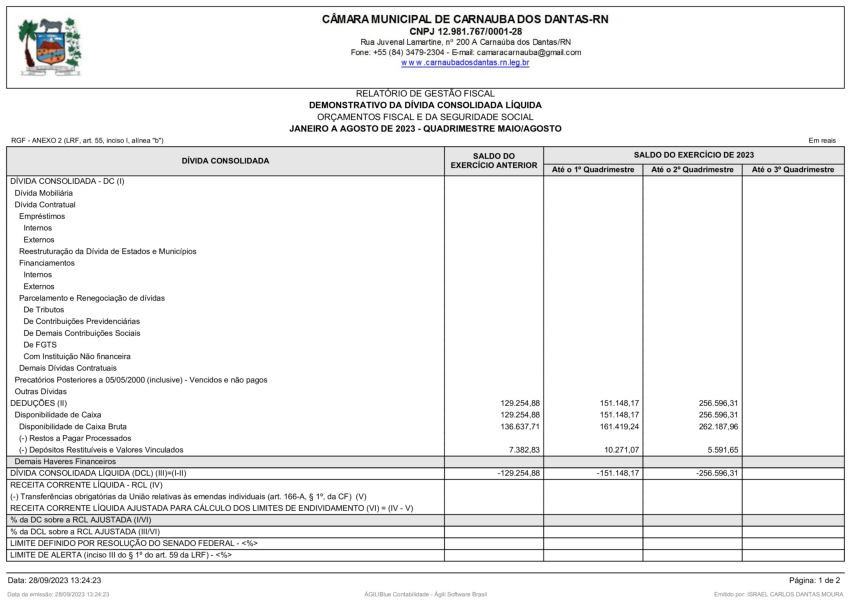 CÂMARA MUNICIPAL DE CARNAUBA DOS DANTAS-RN
CNPJ 12.981.767/0001-28
Rua Juvenal Lamartine, nº 200 A Carnaúba dos Dantas/RN
Fone: +55 (84) 3479-2304 - E-mail: camaracarnauba@gmail.com
www.carnaubadosdantas.rn.leg.br
RELATÓRIO DE GESTÃO FISCAL
DEMONSTRATIVO DA DÍVIDA CONSOLIDADA LÍQUIDA
ORÇAMENTOS FISCAL E DA SEGURIDADE SOCIAL
JANEIRO A AGOSTO DE 2023 - QUADRIMESTRE MAIO/AGOSTO
RGF - ANEXO 2 (LRF, art. 55, inciso I, alínea "b") Em reais
DÍVIDA CONSOLIDADA SALDO DO EXERCÍCIO ANTERIOR SALDO DO EXERCÍCIO DE 2023
Até o 1º Quadrimestre Até o 2º Quadrimestre Até o 3º Quadrimestre
DÍVIDA CONSOLIDADA - DC (I)
Dívida Mobiliária
Dívida Contratual
Empréstimos
Internos
Externos
Reestruturação da Dívida de Estados e Municípios
Financiamentos
Internos
Externos
Parcelamento e Renegociação de dívidas
De Tributos
De Contribuições Previdenciárias
De Demais Contribuições Sociais
De FGTS
Com Instituição Não financeira
Demais Dívidas Contratuais
Precatórios Posteriores a 05/05/2000 (inclusive) - Vencidos e não pagos
Outras Dívidas
DEDUÇÕES (II) 129.254,88 151.148,17 256.596,31
Disponibilidade de Caixa 129.254,88 151.148,17 256.596,31
Disponibilidade de Caixa Bruta 136.637,71 161.419,24 262.187,96
(-) Restos a Pagar Processados
(-) Depósitos Restituíveis e Valores Vinculados 7.382,83 10.271,07 5.591,65
Demais Haveres Financeiros
DÍVIDA CONSOLIDADA LÍQUIDA (DCL) (III)=(I-II) -129.254,88 -151.148,17 -256.596,31
RECEITA CORRENTE LÍQUIDA - RCL (IV)
(-) Transferências obrigatórias da União relativas às emendas individuais (art. 166-A, § 1º, da CF) (V)
RECEITA CORRENTE LÍQUIDA AJUSTADA PARA CÁLCULO DOS LIMITES DE ENDIVIDAMENTO (VI) = (IV - V)
% da DC sobre a RCL AJUSTADA (I/VI)
% da DCL sobre a RCL AJUSTADA (III/VI)
LIMITE DEFINIDO POR RESOLUÇÃO DO SENADO FEDERAL - <%>
LIMITE DE ALERTA (inciso III do § 1º do art. 59 da LRF) - <%>
Data: 28/09/2023 13:24:23 Página: 1 de 2
Data da emissão: 28/09/2023 13:24:23 ÁGILIBlue Contabilidade - Ágili Software Brasil Emitido por: ISRAEL CARLOS DANTAS MOURA